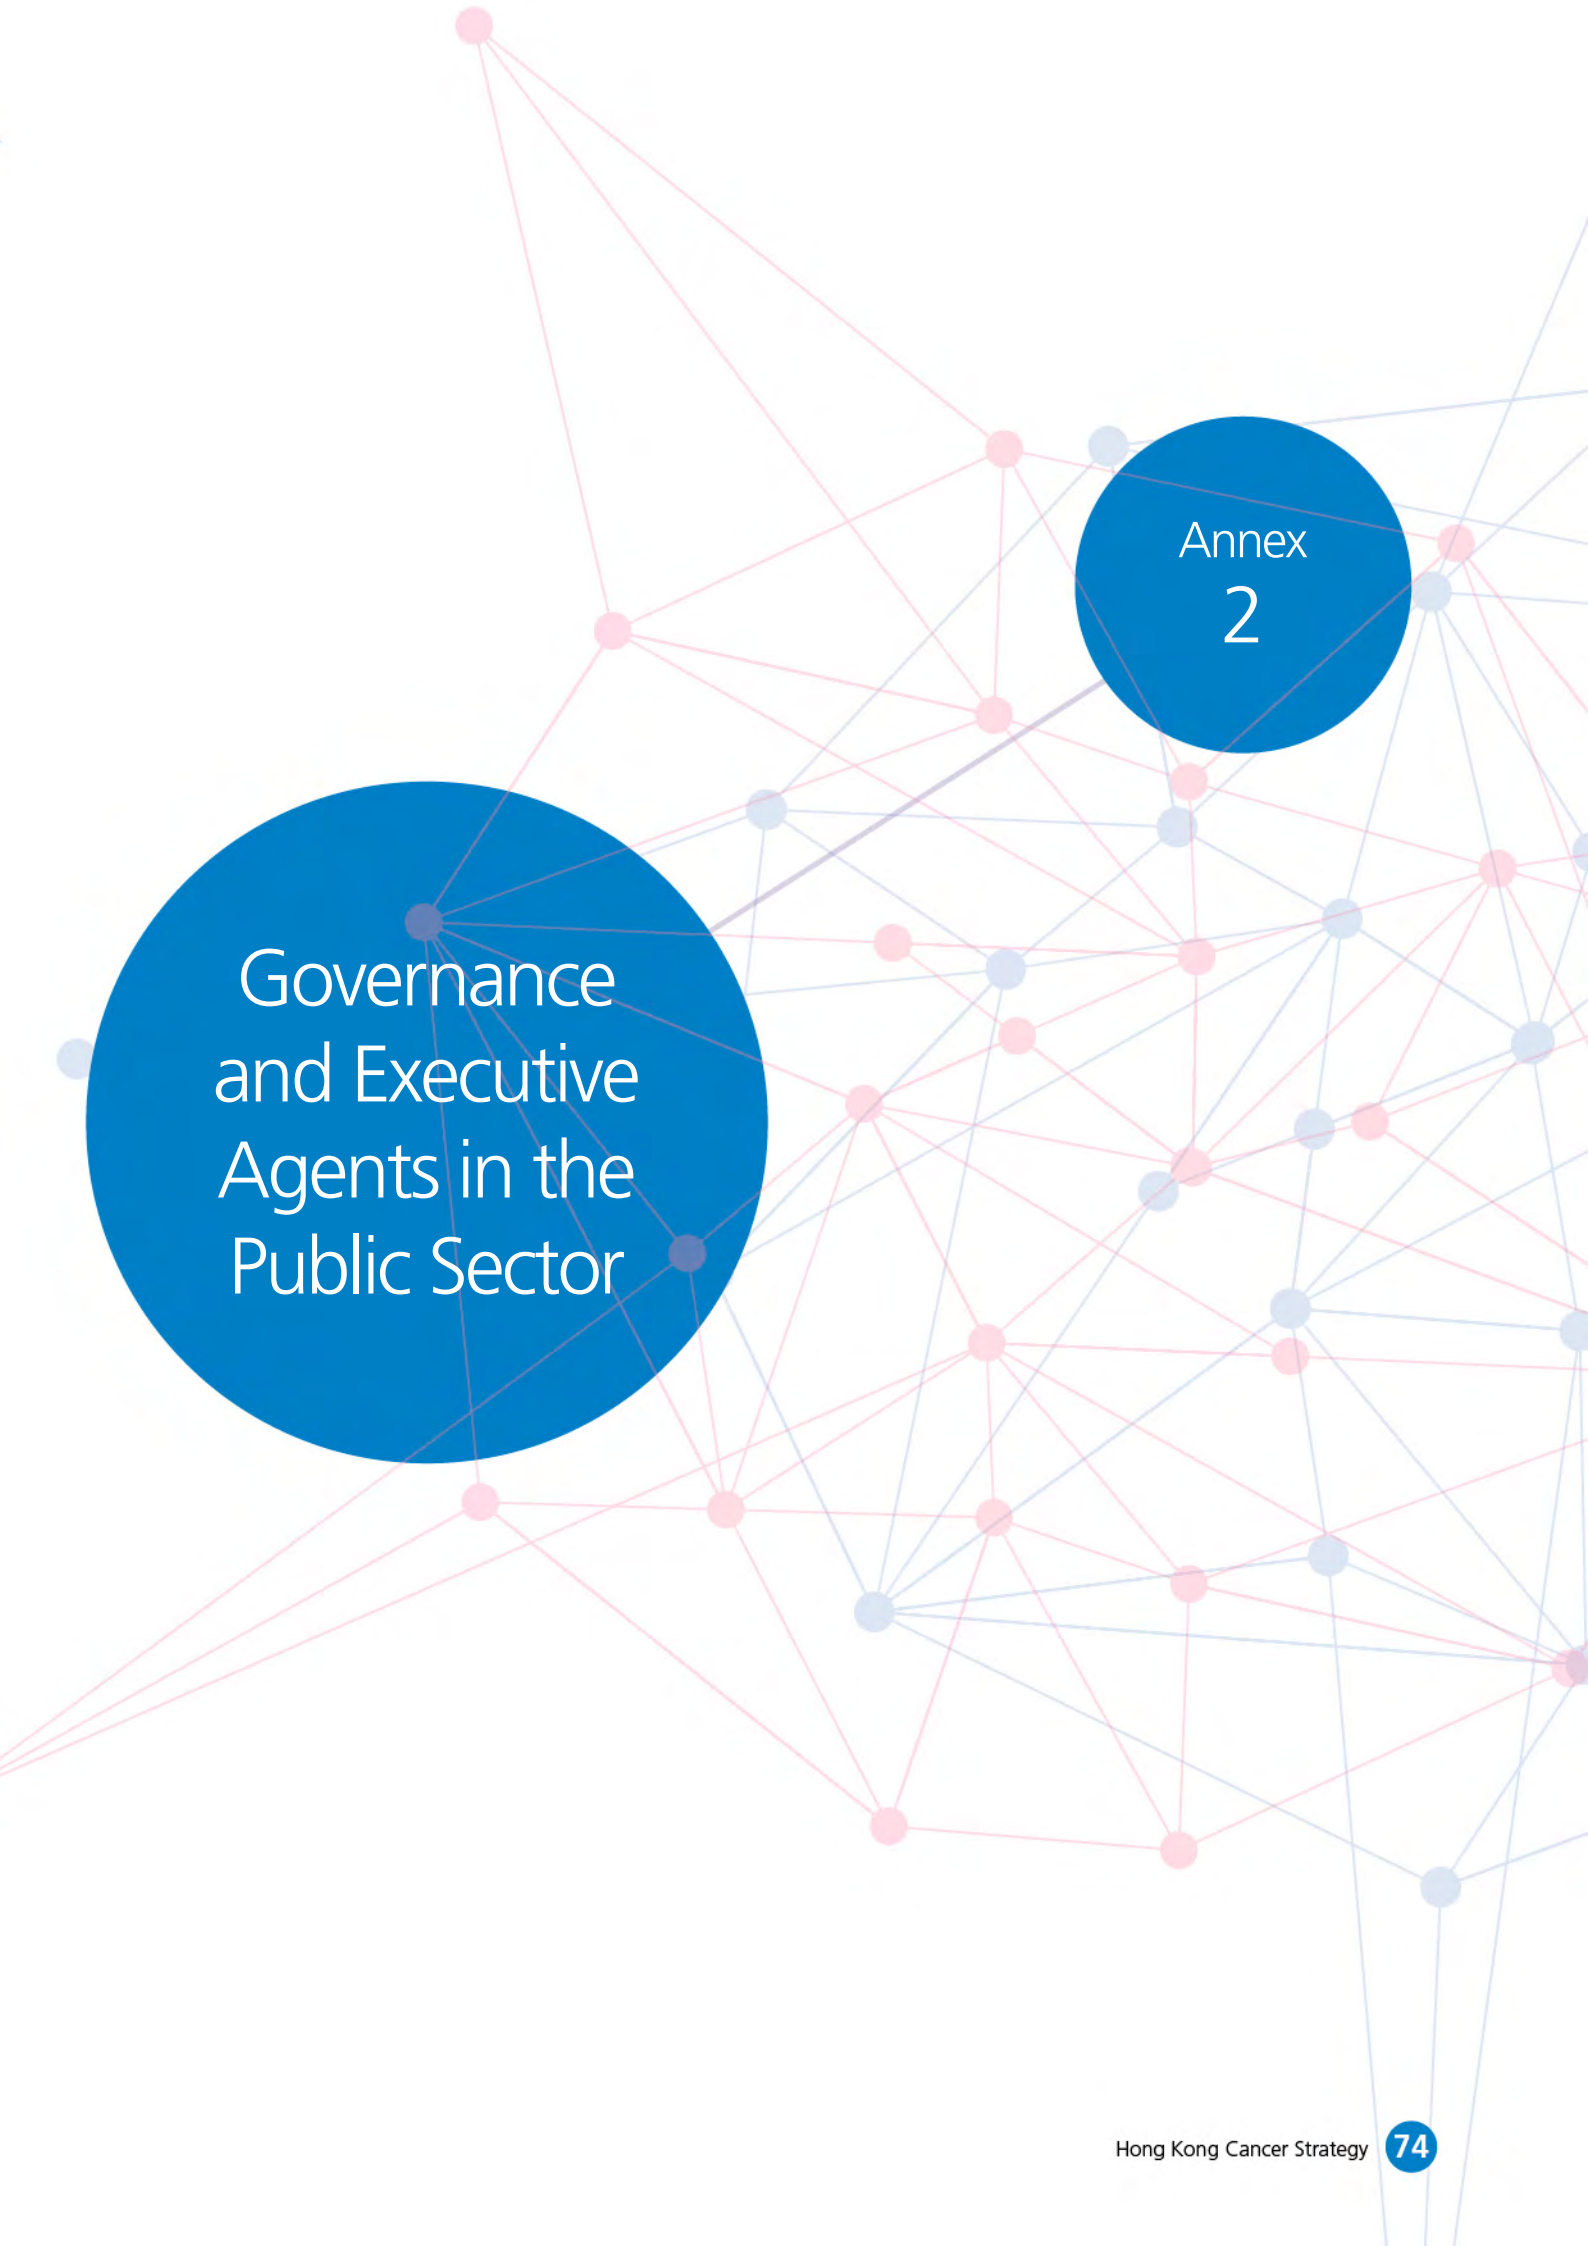 Annex
2
Governance
and Executive
Agents in the
Public Sector
Hong Kong Cancer Strategy 74